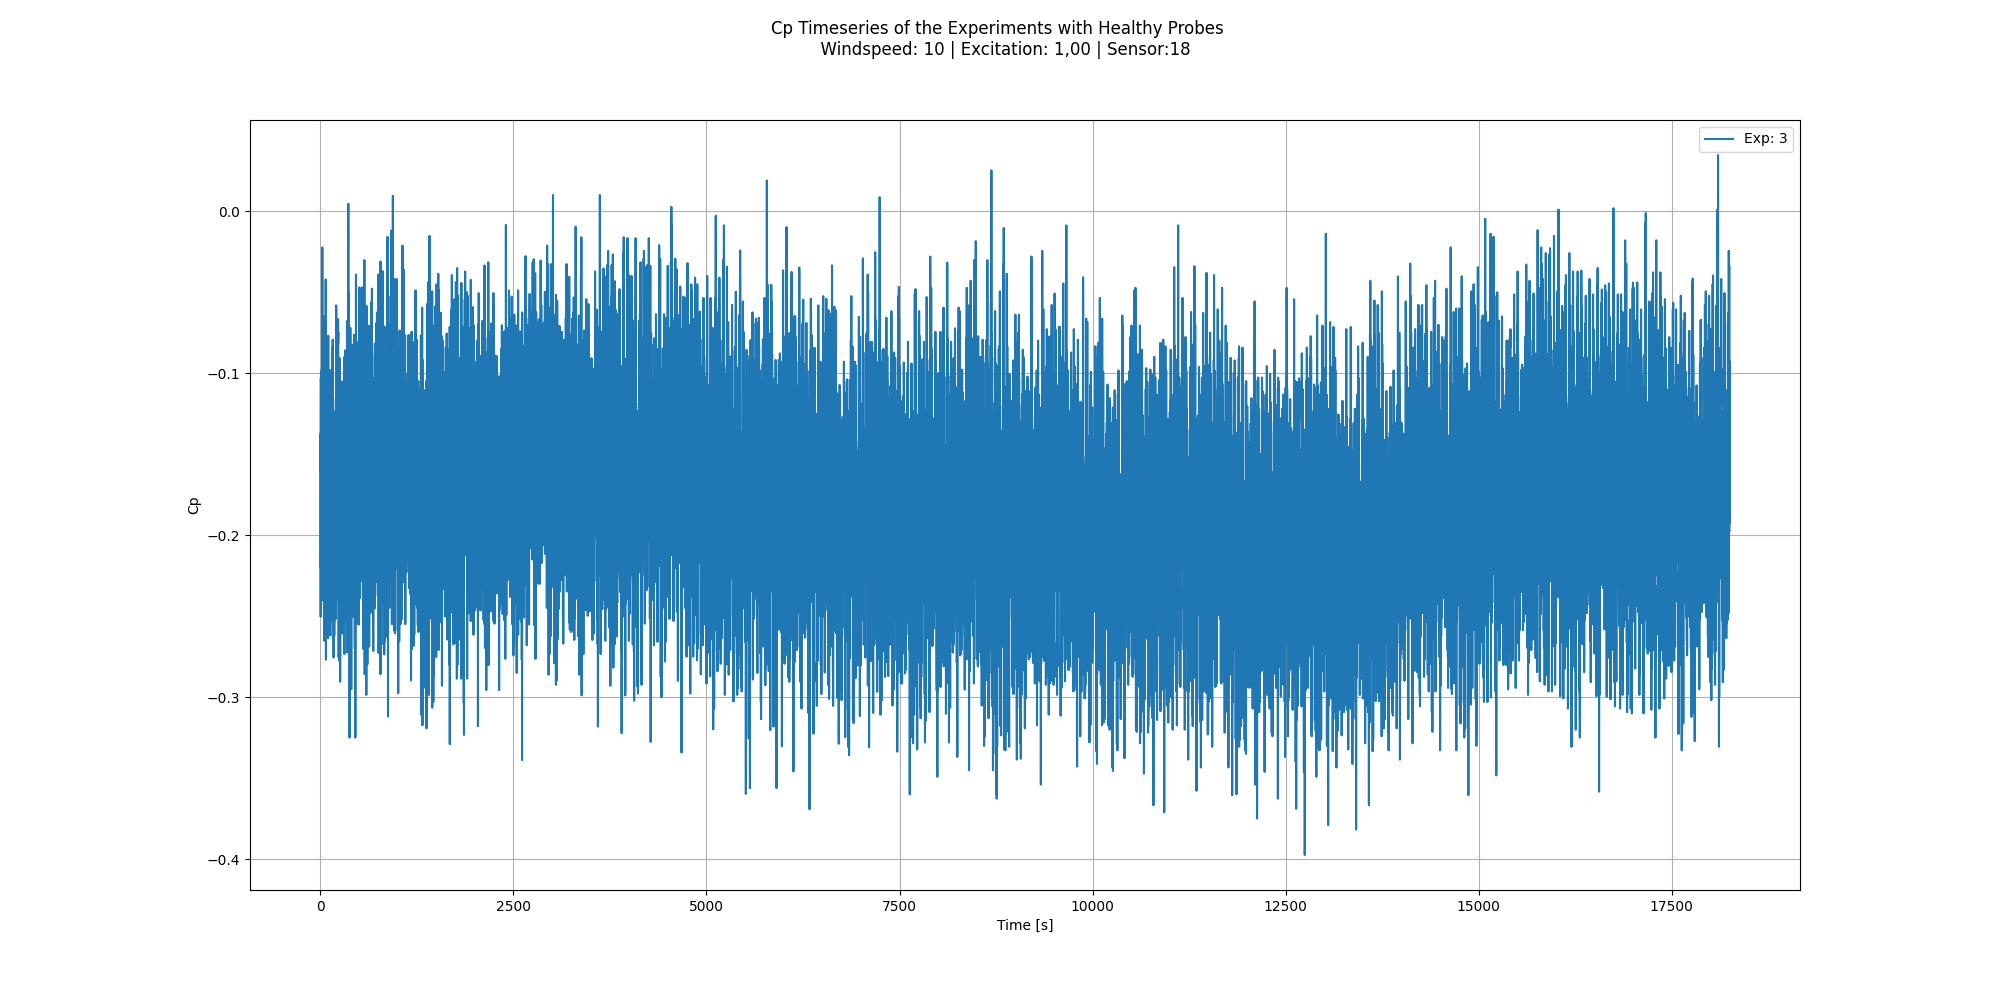 Cp Timeseries of the Experiments with Healthy Probes
Windspeed: 10 | Excitation: 1,00 | Sensor:18
Exp: 3
0.0
−0.1
−0.2
−0.3
−0.4
Cp
0 2500 5000 7500 10000 12500 15000 17500
Time [s]